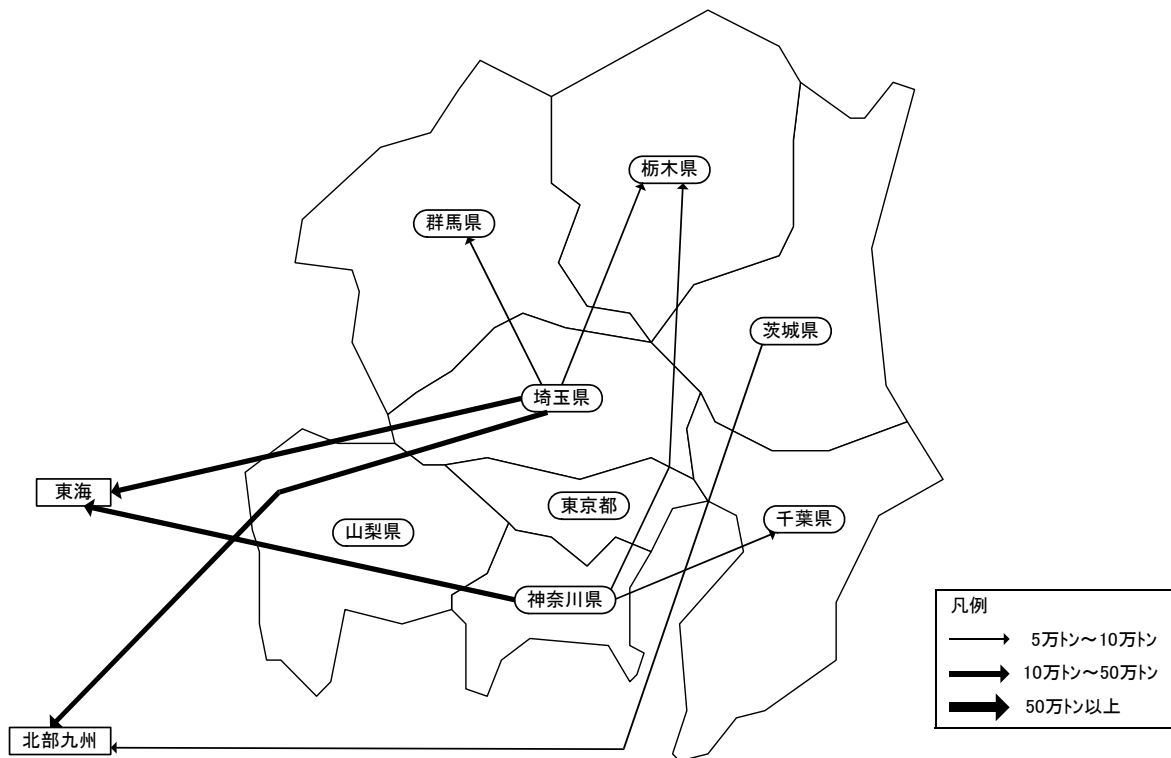 栃木県
群馬県
茨城県
埼玉県
東海
東京都
千葉県
山梨県
神奈川県
北部九州
凡例
5万トン～10万トン
10万トン～50万トン
50万トン以上